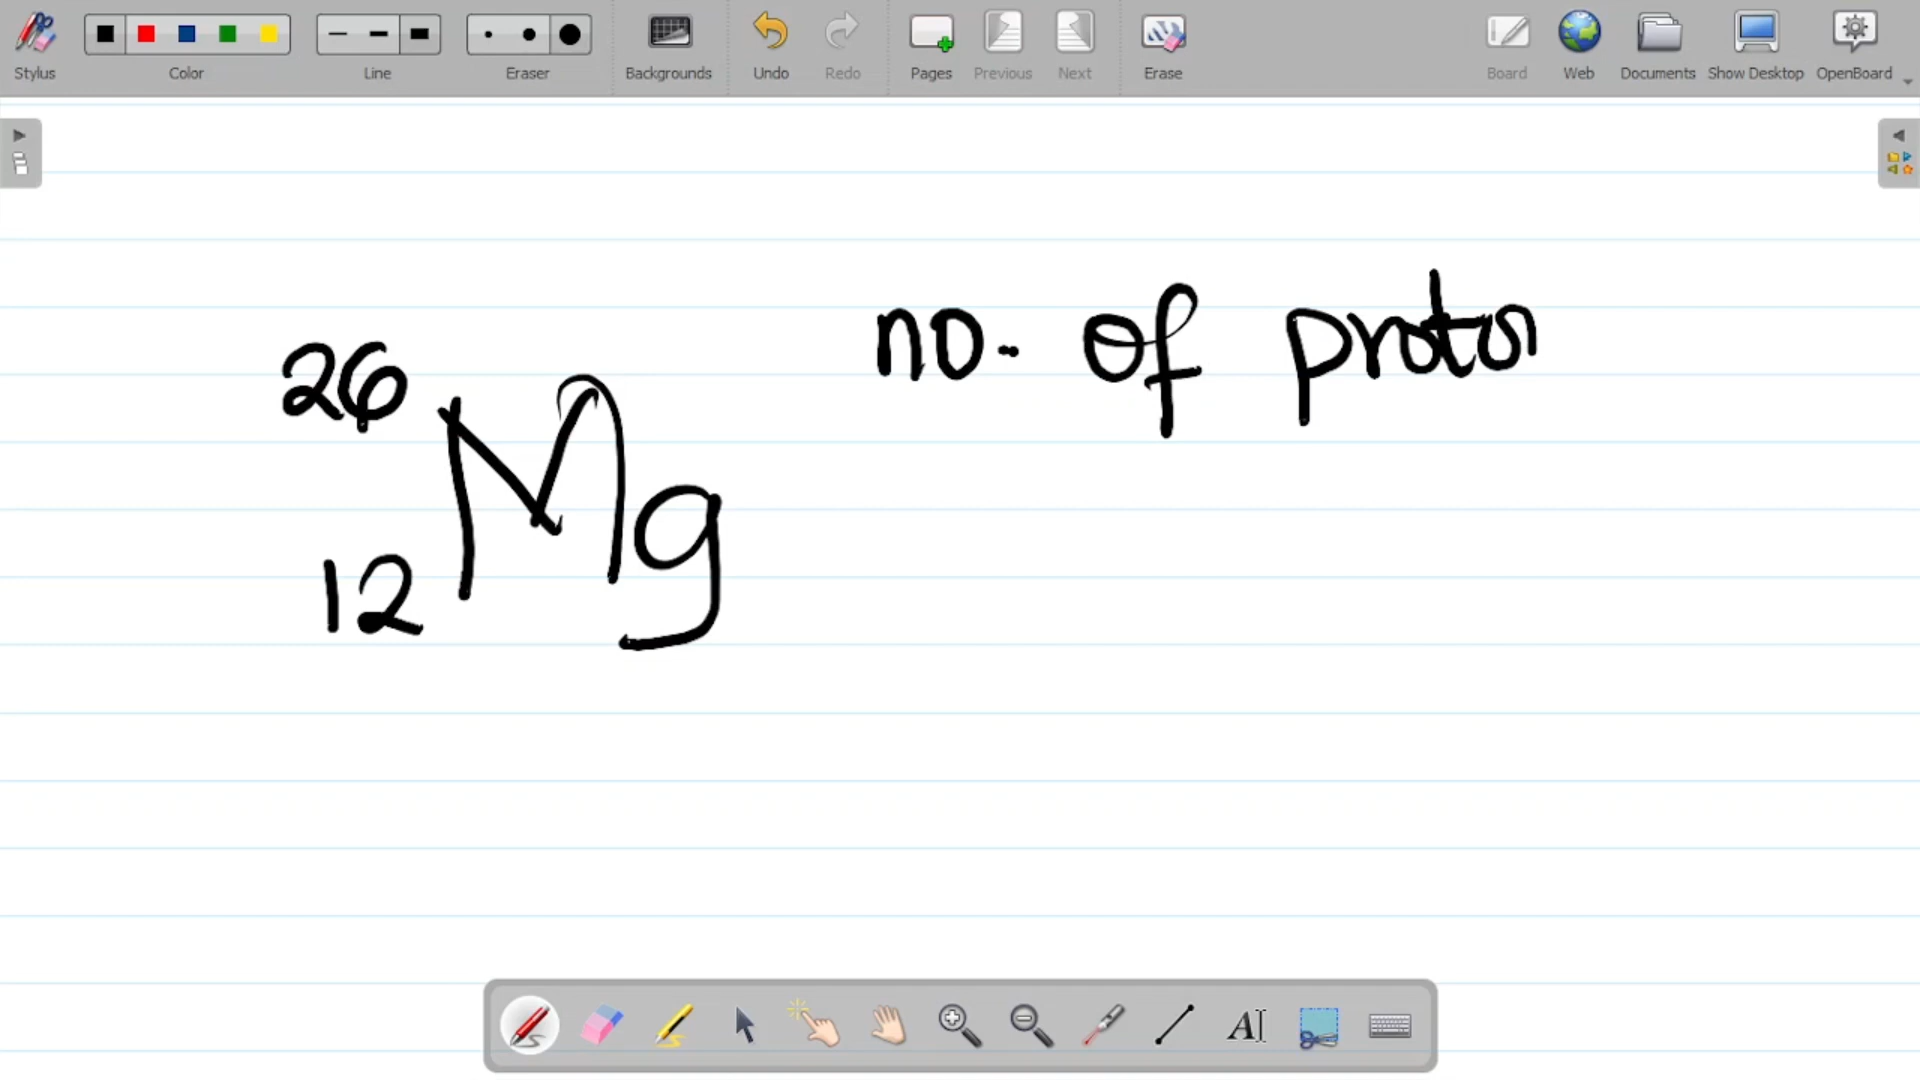 Stylus Color Line Eraser Backgrounds Undo Redo Pages Previous Next Erase Board Web Documents Show Desktop OpenBoard
no. of proton
26
Mg
12